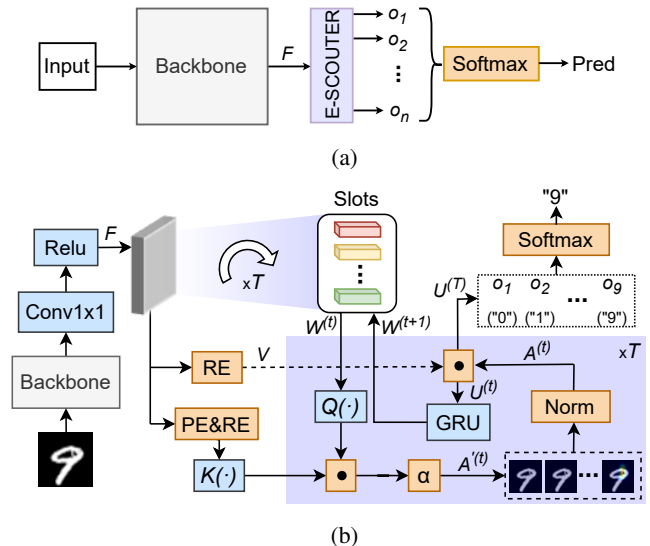 Input
Backbone
F
E-SCOUTER
o1
o2
...
on
Softmax
Pred
(a)
Slots
"9"
Softmax
F
Relu
xT
U(T)
o1 o2 ... o9
("0") ("1") ("9")
Conv1x1
W(t)
W(t+1)
xT
RE
V
A(t)
Backbone
U(t)
Q(·)
GRU
Norm
PE&RE
K(·)
α
A'(t)
(b)